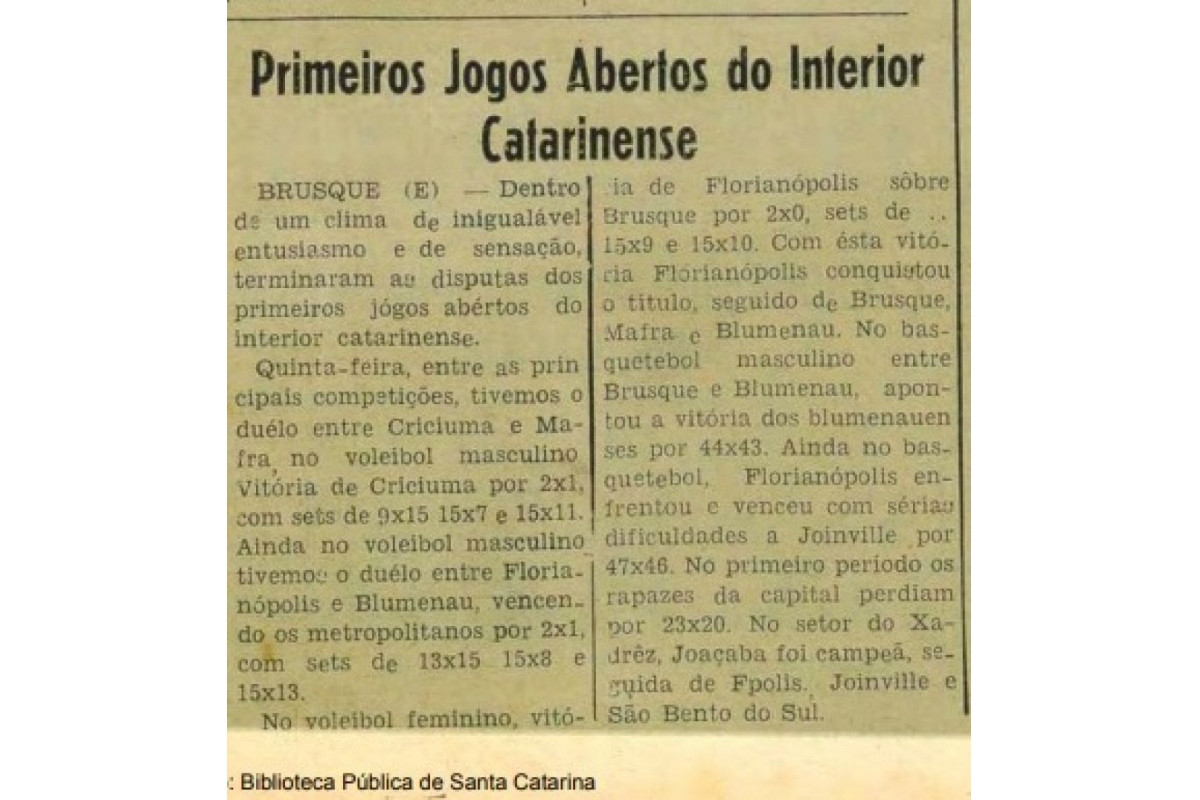 Primeiros Jogos Abertos do Interior
Catarinense
BRUSQUE (E) — Dentro
de um clima de inigualável
entusiasmo e de sensação,
terminaram as disputas dos
primeiros jógos abértos do
interior catarinense.
Quinta-feira, entre as prin
cipais competições, tivemos o
duélo entre Criciuma e Ma-
fra, no voleibol masculino
Vitória de Criciuma por 2x1,
com sets de 9x15 15x7 e 15x11.
Ainda no voleibol masculino
tivemos o duélo entre Floria-
nópolis e Blumenau, vencen-
do os metropolitanos por 2x1,
com sets de 13x15 15x8 e
15x13.
No voleibol feminino, vitó-
ria de Florianópolis sôbre
Brusque por 2x0, sets de ..
15x9 e 15x10. Com ésta vitó-
ria Florianópolis conquistou
o titulo, seguido de Brusque,
Mafra e Blumenau. No bas-
quetebol masculino entre
Brusque e Blumenau, apon-
tou a vitória dos blumenauen
ses por 44x43. Ainda no bas-
quetebol, Florianópolis en-
frentou e venceu com sérias
dificuldades a Joinville por
47x46. No primeiro periodo os
rapazes da capital perdiam
por 23x20. No setor do Xa-
drêz, Joaçaba foi campeã, se-
guida de Fpolis., Joinville e
São Bento do Sul.
: Biblioteca Pública de Santa Catarina